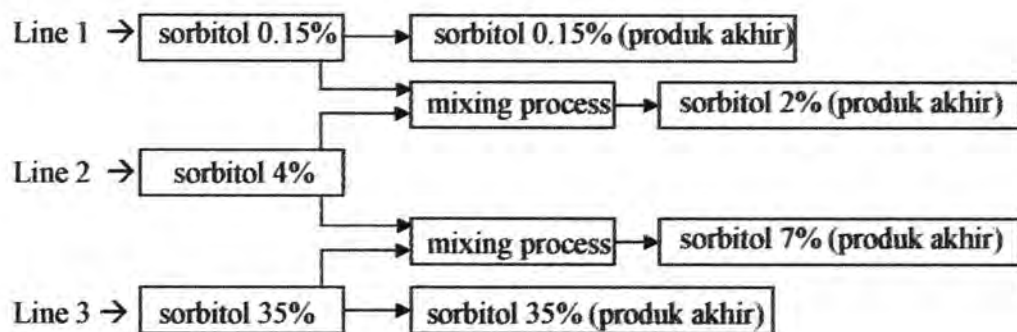 Line 1 → sorbitol 0.15% sorbitol 0.15% (produk akhir)
mixing process sorbitol 2% (produk akhir)
Line 2 → sorbitol 4%
mixing process sorbitol 7% (produk akhir)
Line 3 → sorbitol 35% sorbitol 35% (produk akhir)